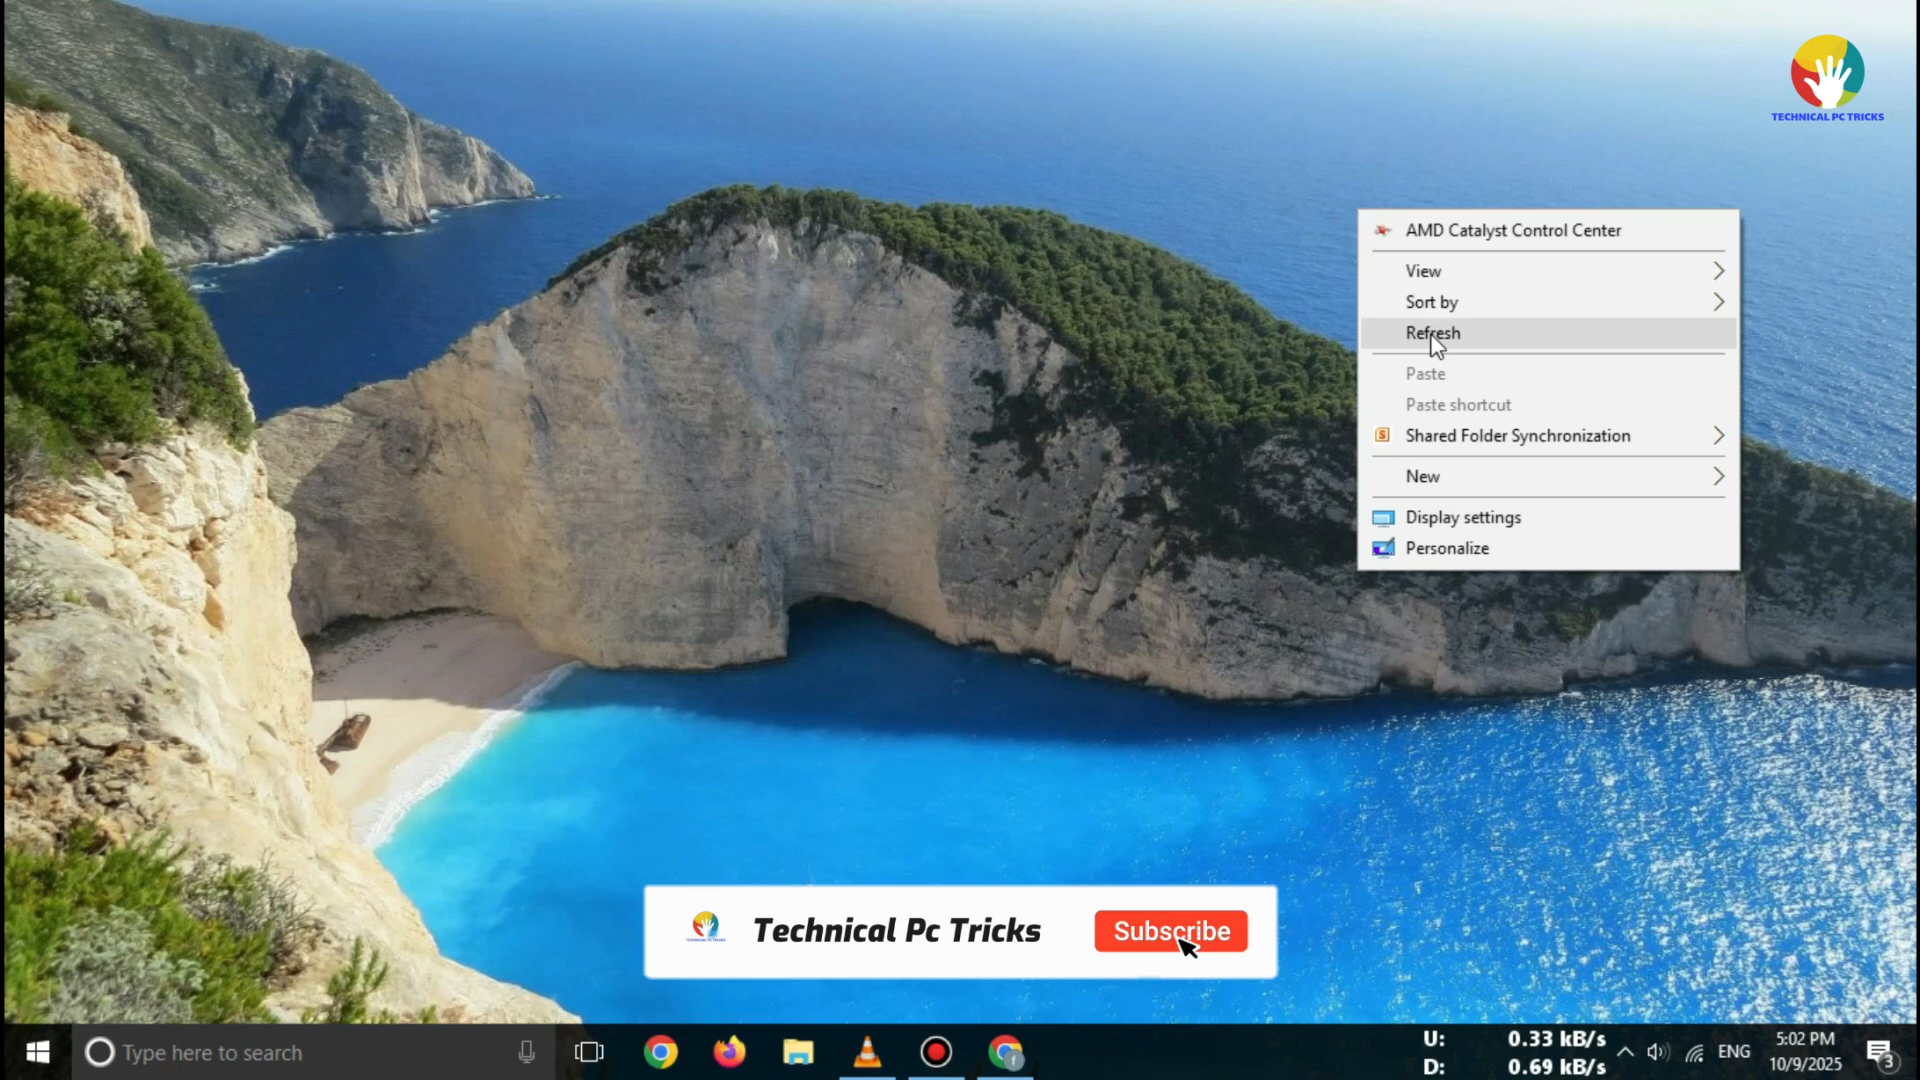 TECHNICAL PC TRICKS
AMD Catalyst Control Center
View
Sort by
Refresh
Paste
Paste shortcut
S Shared Folder Synchronization
New
Display settings
Personalize
Technical Pc Tricks Subscribe
Type here to search
f
U: 0.33 kB/s
D: 0.69 kB/s
ENG
5:02 PM
10/9/2025
3